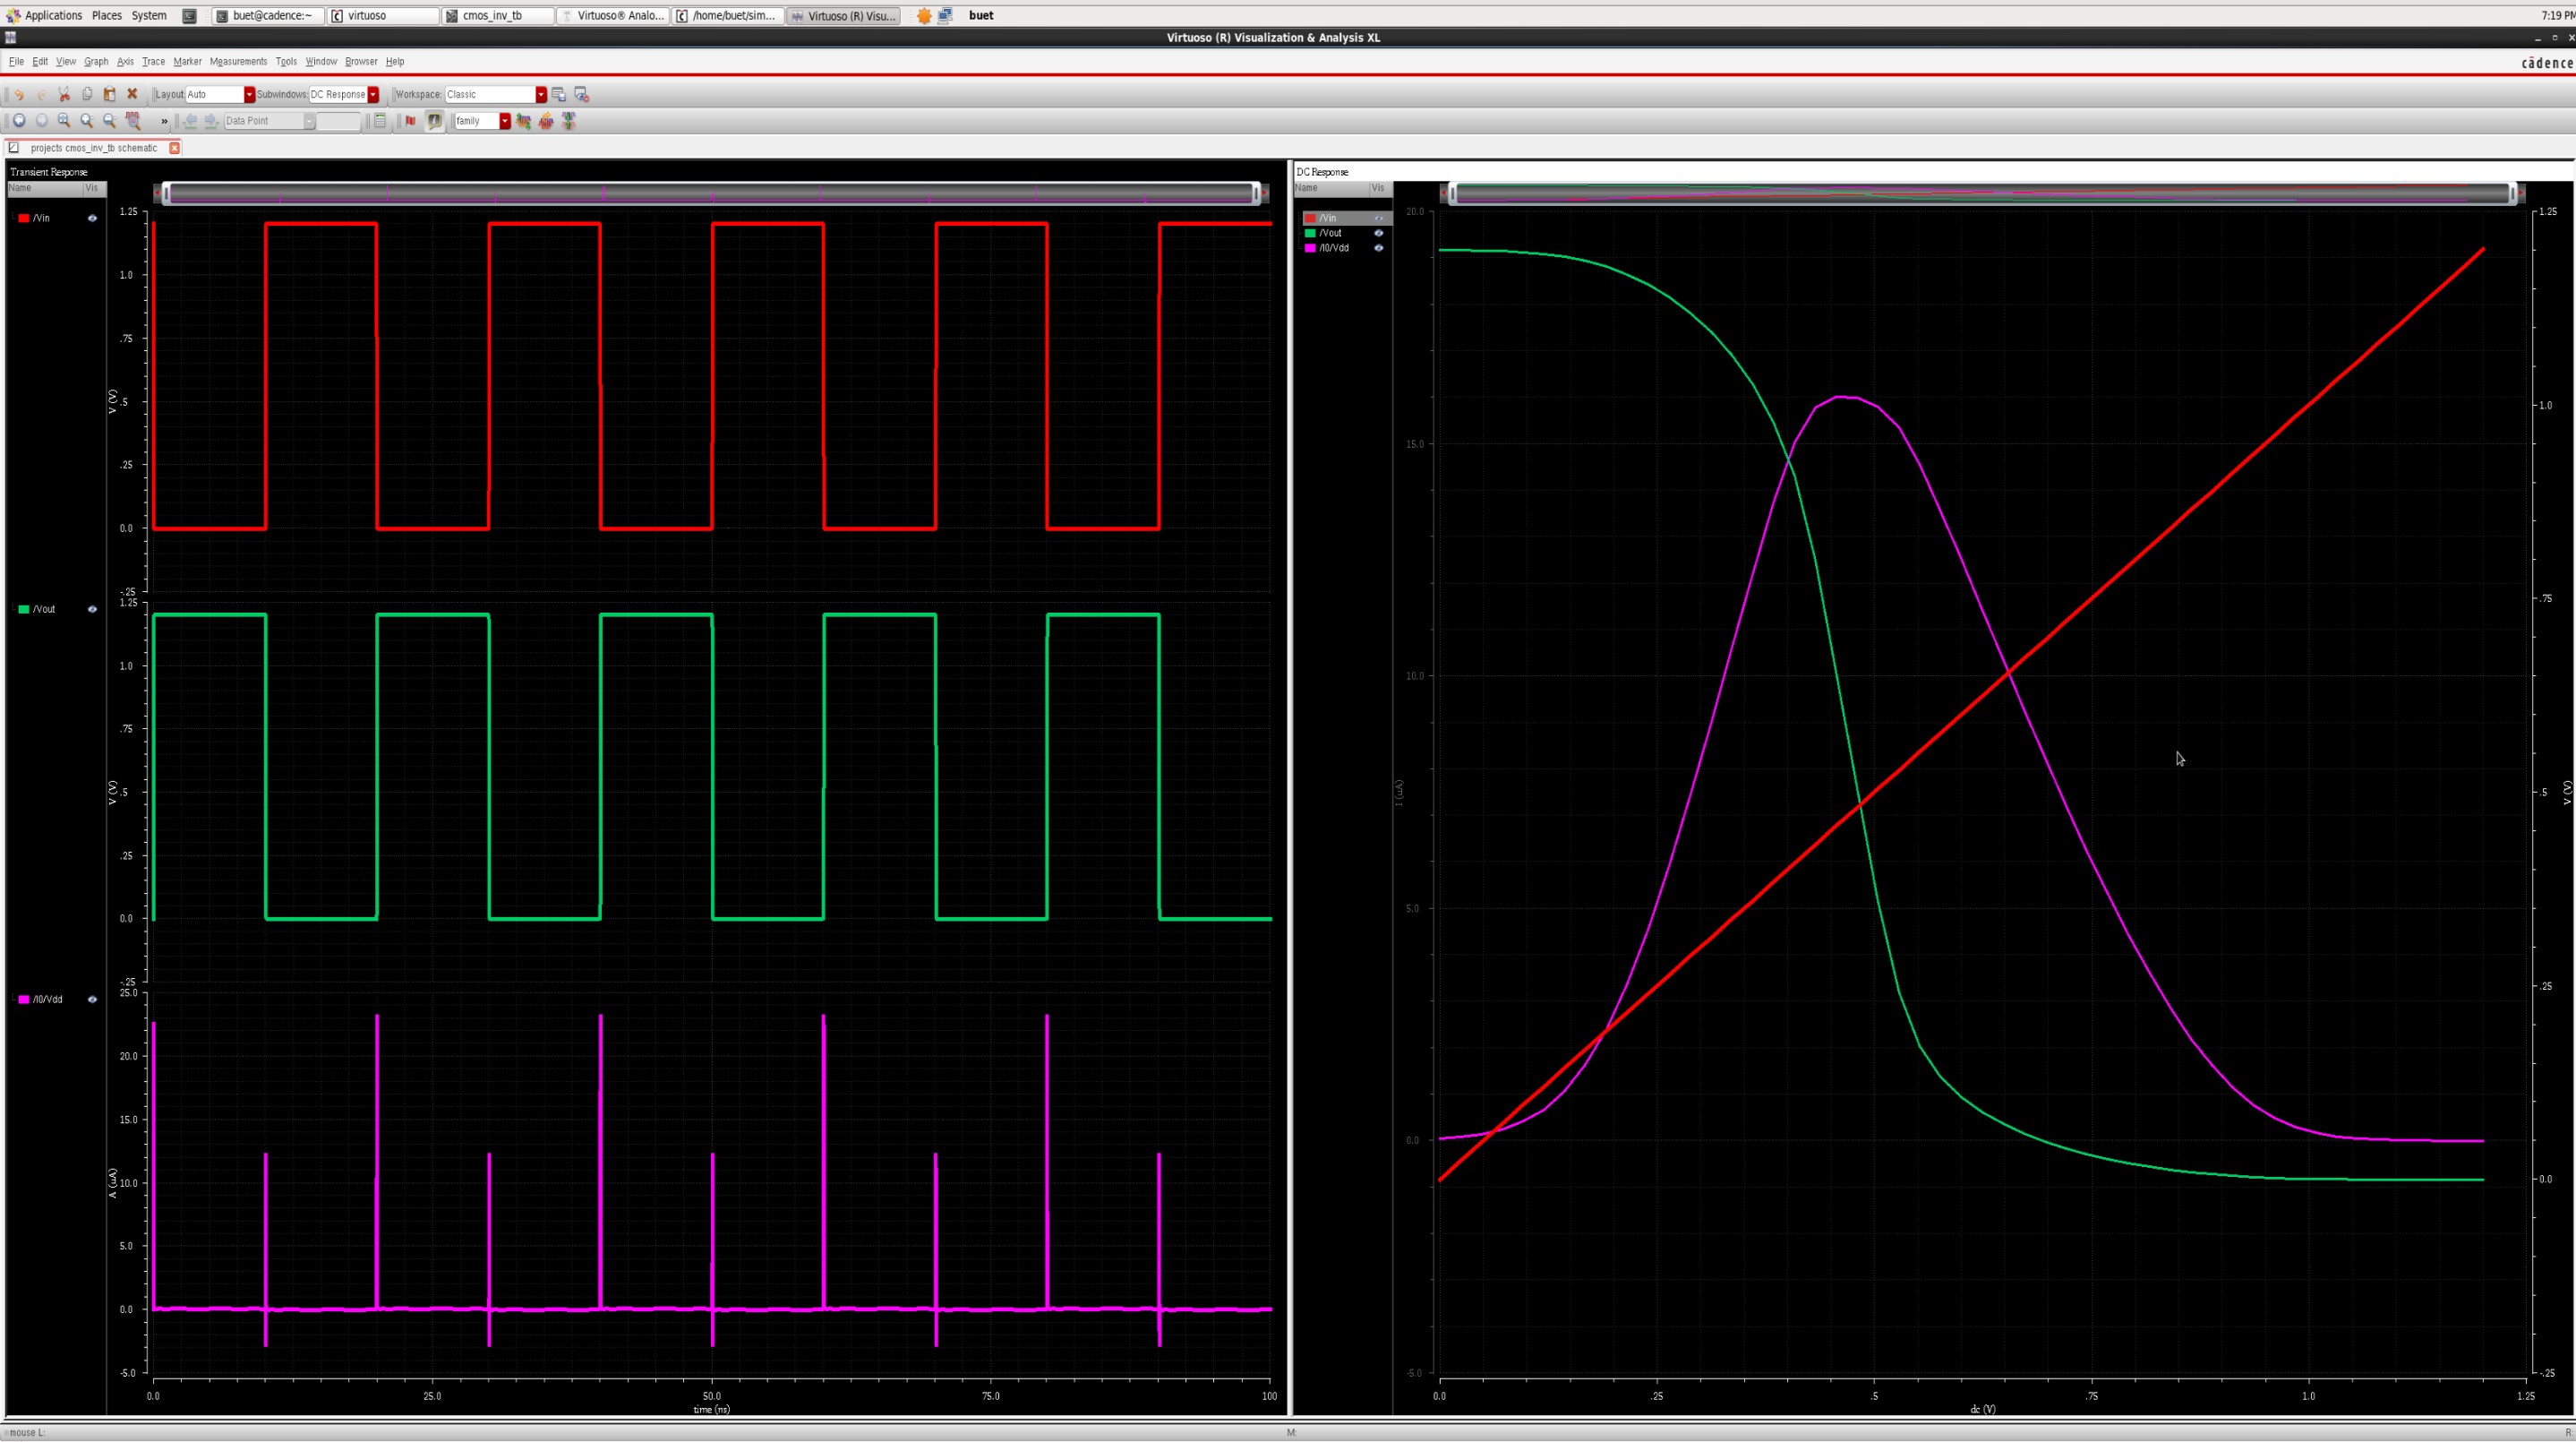 Applications Places System buet@cadence:~ virtuoso cmos_inv_tb Virtuoso® Analo... /home/buet/sim... Virtuoso (R) Visu... buet 7:19 PM
Virtuoso (R) Visualization & Analysis XL
File Edit View Graph Axis Trace Marker Measurements Tools Window Browser Help cādence
Layout Auto Subwindows: DC Response Workspace: Classic
» Data Point family
projects cmos_inv_tb schematic
Transient Response
Name Vis
/Vin
1.25
1.0
.75
.5
.25
0.0
-.25
V (V)
/Vout
1.25
1.0
.75
.5
.25
0.0
-.25
V (V)
/I0/Vdd
25.0
20.0
15.0
10.0
5.0
0.0
-5.0
A (uA)
0.0 25.0 50.0 75.0 100
time (ns)
DC Response
Name Vis
/Vin
/Vout
/I0/Vdd
20.0
15.0
10.0
5.0
0.0
-5.0
I (uA)
1.25
1.0
.75
.5
.25
0.0
-.25
V (V)
0.0 .25 .5 .75 1.0 1.25
dc (V)
mouse L: M: R: